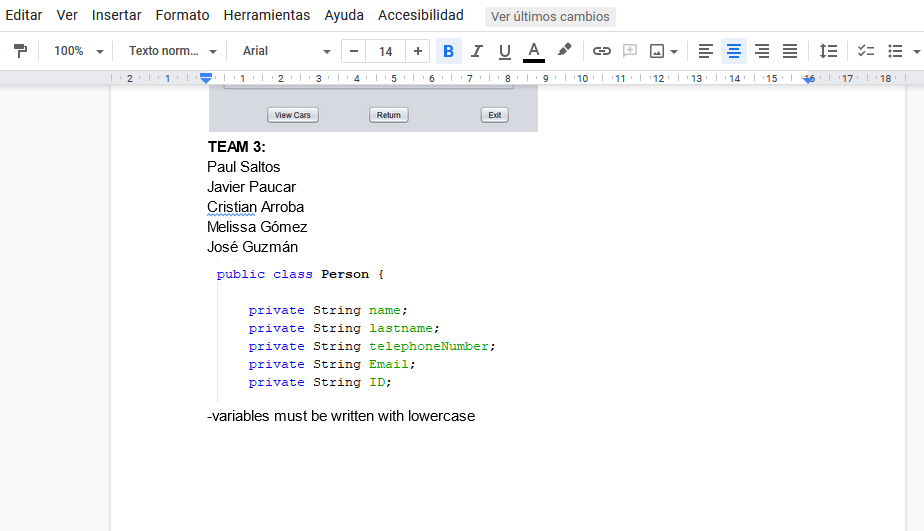 Editar Ver Insertar Formato Herramientas Ayuda Accesibilidad Ver últimos cambios
100% Texto norm... Arial − 14 + B I U A
2 1 1 2 3 4 5 6 7 8 9 10 11 12 13 14 15 16 17 18
View Cars Return Exit
TEAM 3:
Paul Saltos
Javier Paucar
Cristian Arroba
Melissa Gómez
José Guzmán
public class Person {
private String name;
private String lastname;
private String telephoneNumber;
private String Email;
private String ID;
-variables must be written with lowercase